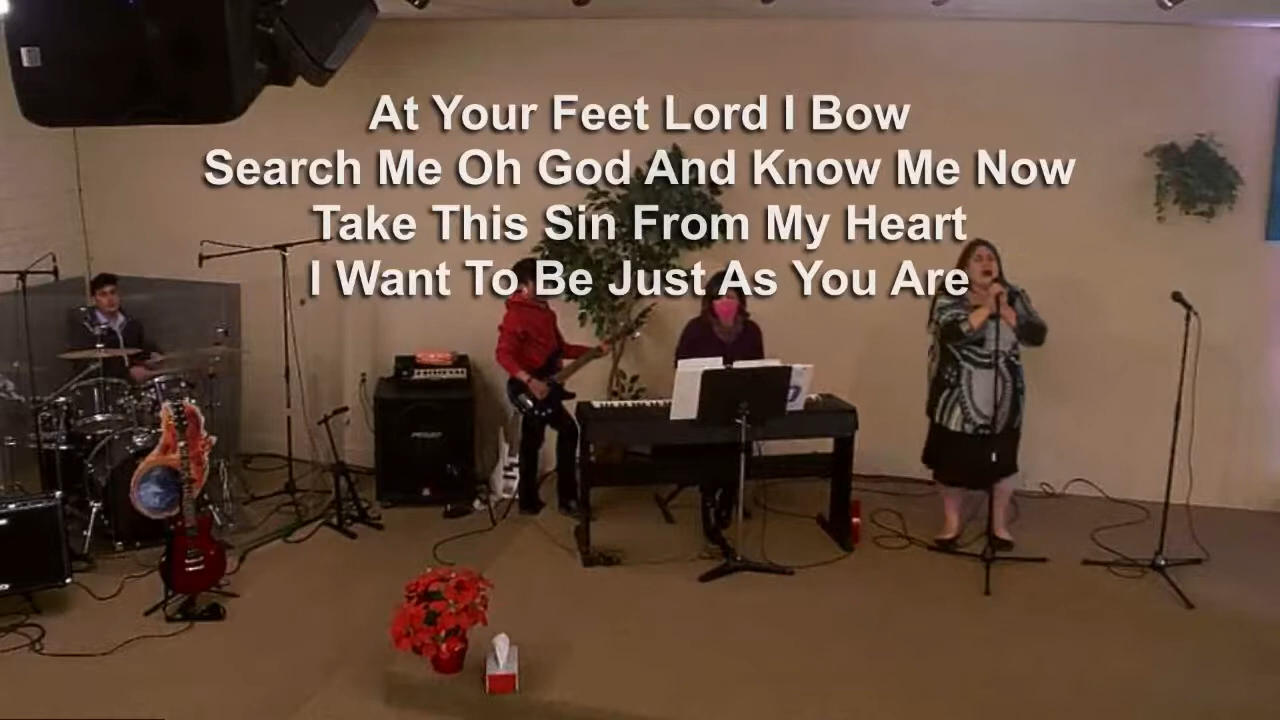 At Your Feet Lord I Bow
Search Me Oh God And Know Me Now
Take This Sin From My Heart
I Want To Be Just As You Are